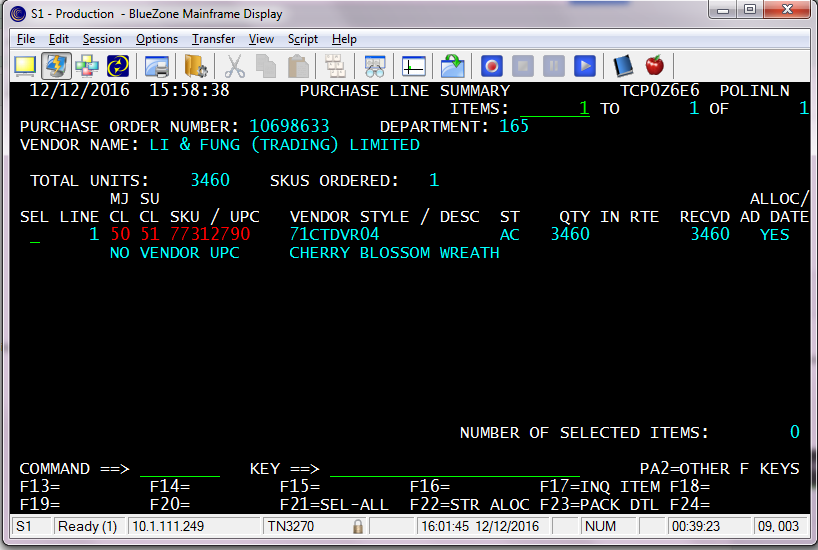 S1 - Production - BlueZone Mainframe Display
File Edit Session Options Transfer View Script Help
12/12/2016 15:58:38 PURCHASE LINE SUMMARY TCP0Z6E6 POLINLN
ITEMS: 1 TO 1 OF 1
PURCHASE ORDER NUMBER: 10698633 DEPARTMENT: 165
VENDOR NAME: LI & FUNG (TRADING) LIMITED
TOTAL UNITS: 3460 SKUS ORDERED: 1
MJ SU ALLOC/
SEL LINE CL CL SKU / UPC VENDOR STYLE / DESC ST QTY IN RTE RECVD AD DATE
_ 1 50 51 77312790 71CTDVR04 AC 3460 3460 YES
NO VENDOR UPC CHERRY BLOSSOM WREATH
NUMBER OF SELECTED ITEMS: 0
COMMAND ==> KEY ==> PA2=OTHER F KEYS
F13= F14= F15= F16= F17=INQ ITEM F18=
F19= F20= F21=SEL-ALL F22=STR ALOC F23=PACK DTL F24=
S1 Ready (1) 10.1.111.249 TN3270 16:01:45 12/12/2016 NUM 00:39:23 09, 003